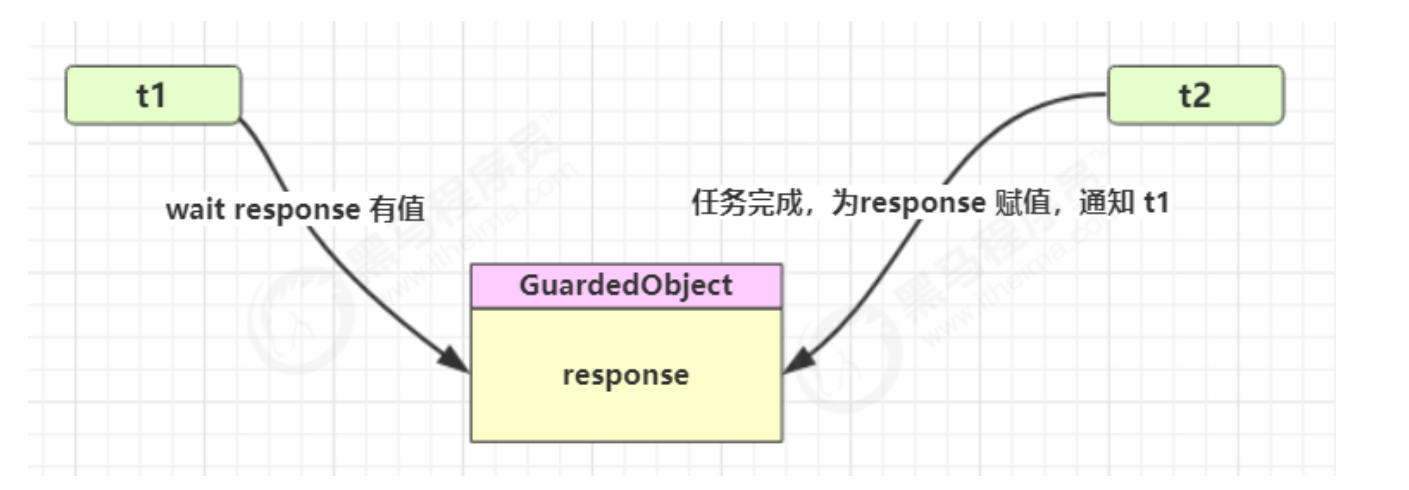 t1
t2
wait response 有值
任务完成，为response 赋值，通知 t1
GuardedObject
response
黑马程序员
www.itheima.com
黑马程序员
www.itheima.com